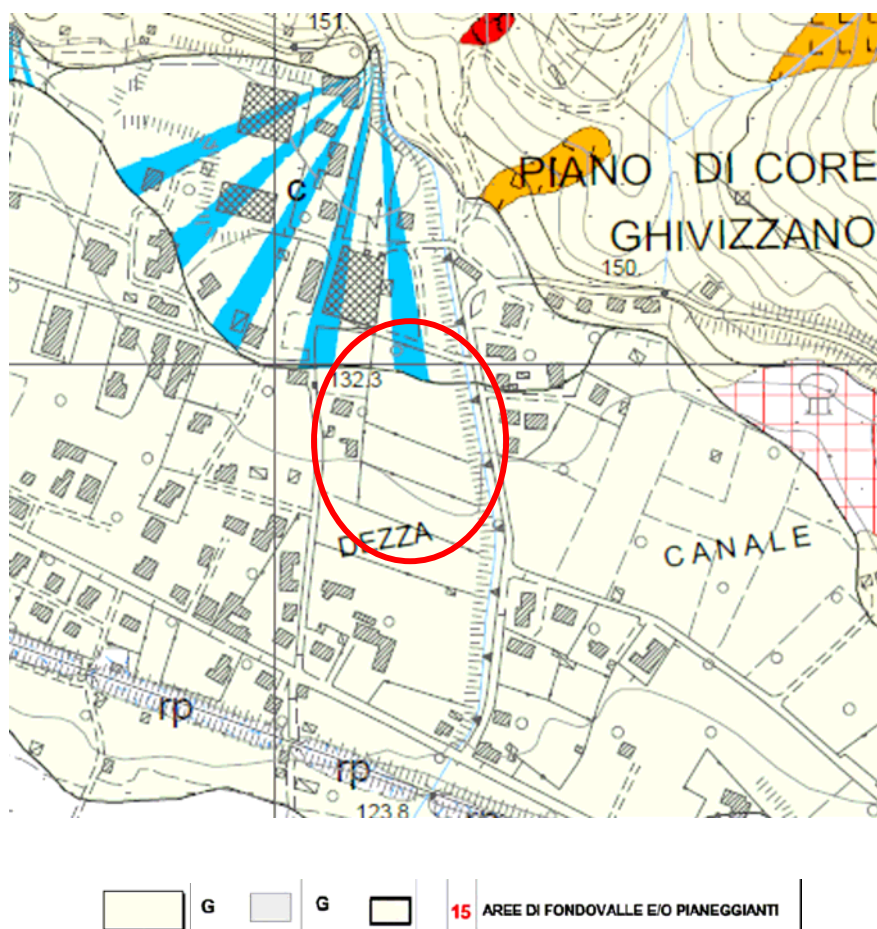 151
PIANO DI CORE
C
GHIVIZZANO
150
132.3
DEZZA
CANALE
rp
rp
123.8
G G 15 AREE DI FONDOVALLE E/O PIANEGGIANTI